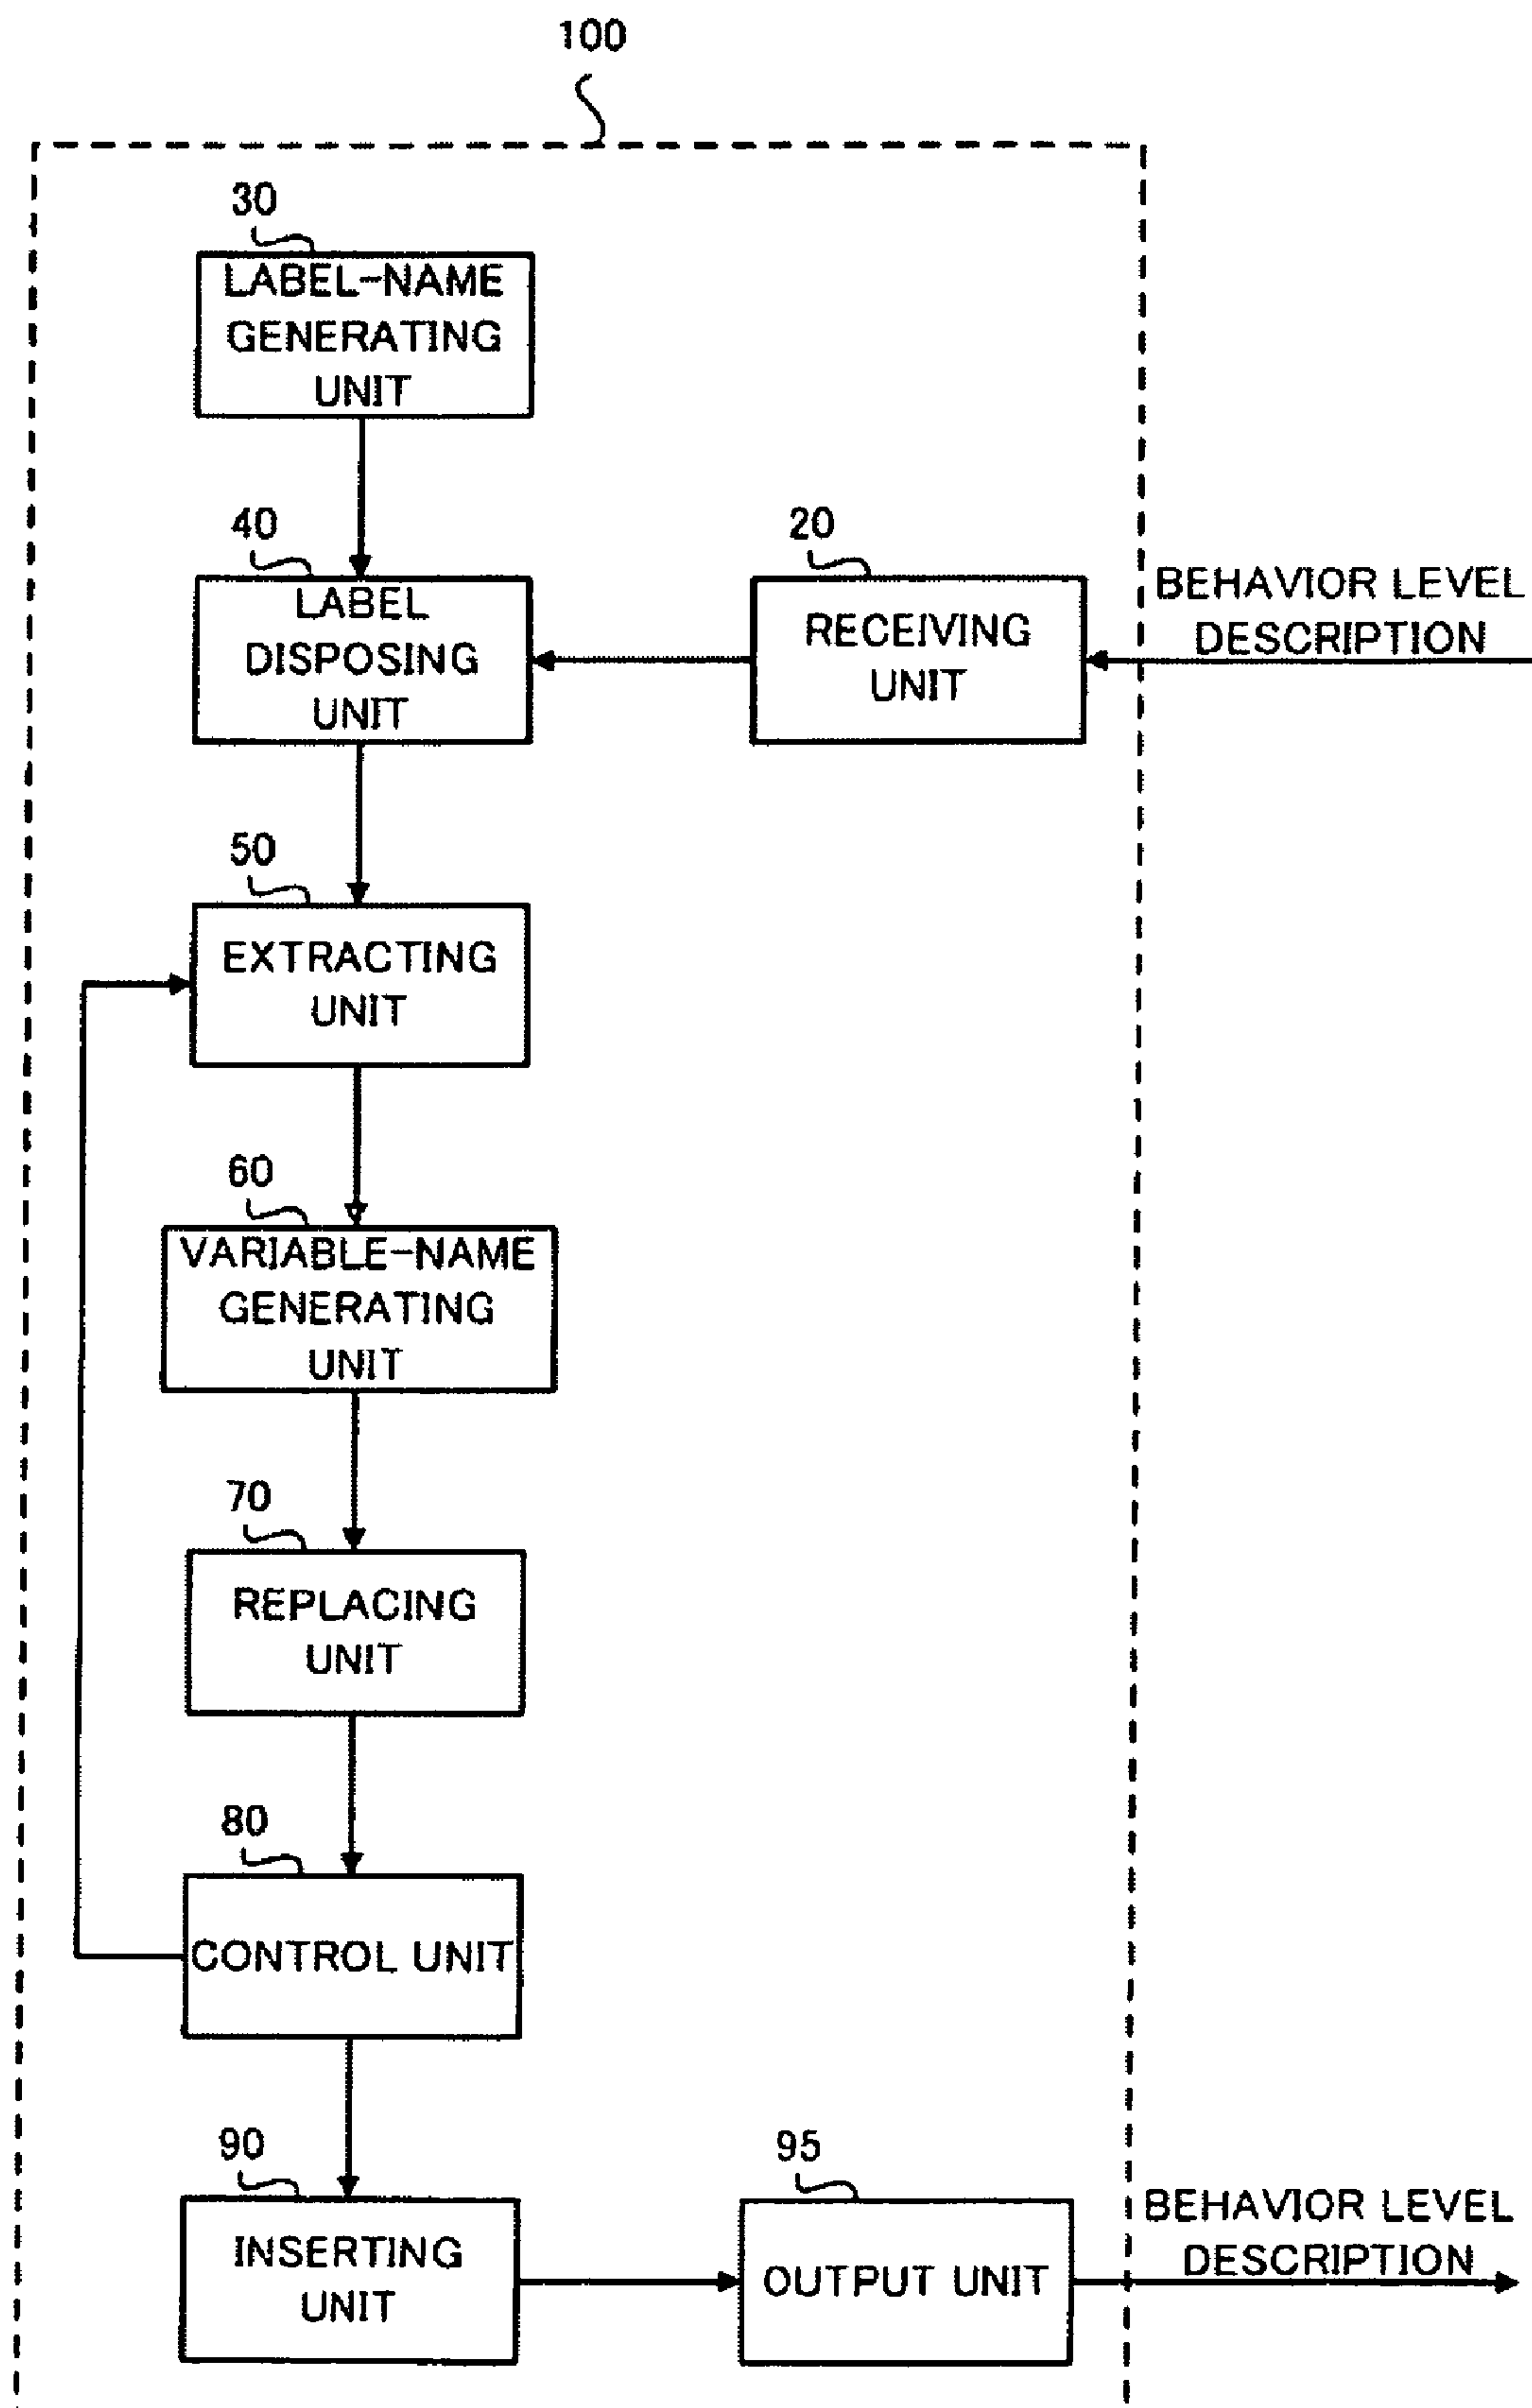 100
30
LABEL-NAME
GENERATING
UNIT
40
LABEL
DISPOSING
UNIT
20
RECEIVING
UNIT
BEHAVIOR LEVEL
DESCRIPTION
50
EXTRACTING
UNIT
60
VARIABLE-NAME
GENERATING
UNIT
70
REPLACING
UNIT
80
CONTROL UNIT
90
INSERTING
UNIT
95
OUTPUT UNIT
BEHAVIOR LEVEL
DESCRIPTION